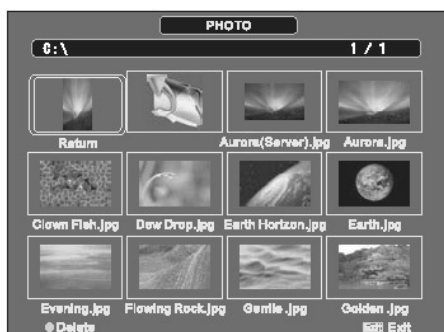 PHOTO
C:\ 1 / 1
Return Aurora(Server).jpg Aurora.jpg
Clown Fish.jpg Dew Drop.jpg Earth Horizon.jpg Earth.jpg
Evening.jpg Flowing Rock.jpg Gentle .jpg Golden .jpg
Delete Exit Exit